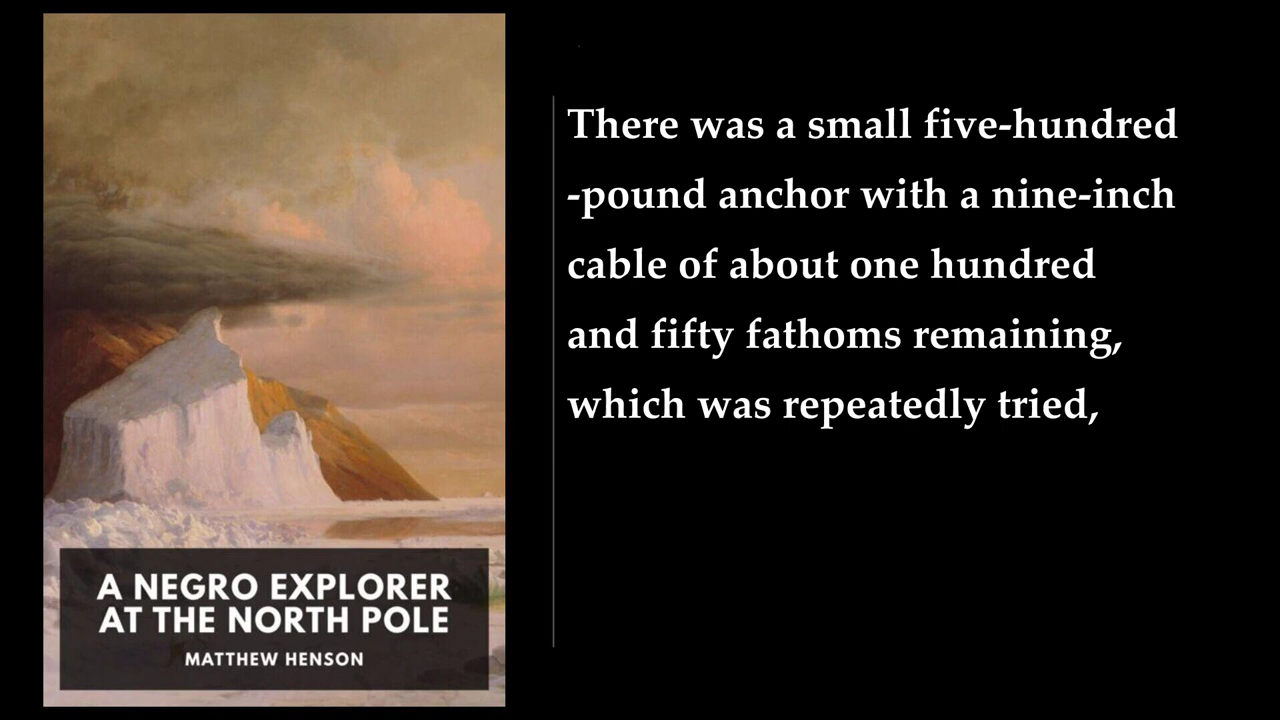 A NEGRO EXPLORER
AT THE NORTH POLE
MATTHEW HENSON
There was a small five-hundred
-pound anchor with a nine-inch
cable of about one hundred
and fifty fathoms remaining,
which was repeatedly tried,